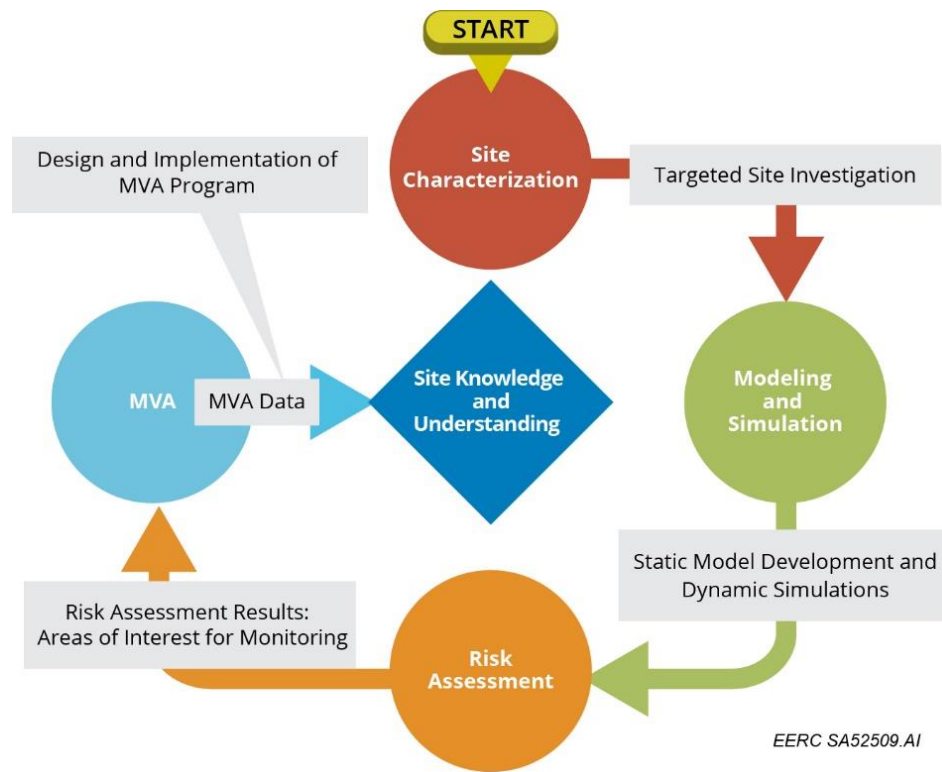 START
Site
Characterization
Targeted Site Investigation
Design and Implementation of
MVA Program
MVA
MVA Data
Site Knowledge
and
Understanding
Modeling
and
Simulation
Static Model Development and
Dynamic Simulations
Risk Assessment Results:
Areas of Interest for Monitoring
Risk
Assessment
EERC SA52509.AI